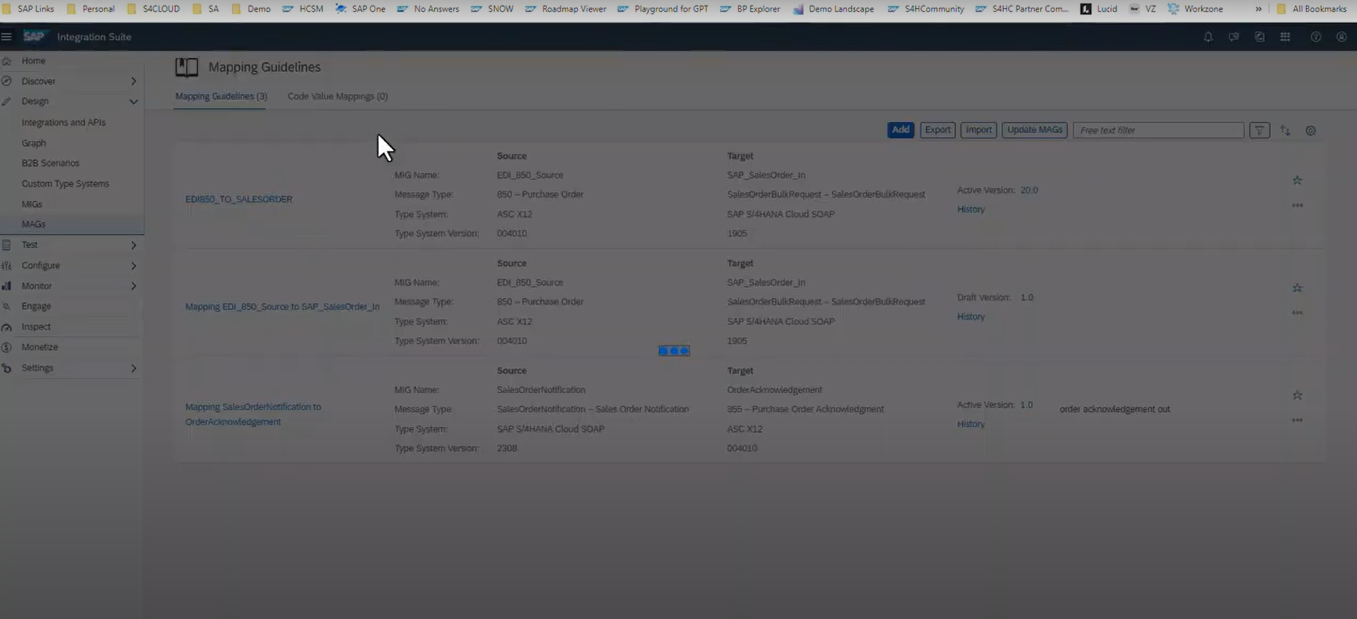 SAP Links Personal S4CLOUD SA Demo HCSM SAP One No Answers SNOW Roadmap Viewer Playground for GPT BP Explorer Demo Landscape S4HCommunity S4HC Partner Com... Lucid VZ Workzone » All Bookmarks
SAP Integration Suite
Home
Discover
Design
Integrations and APIs
Graph
B2B Scenarios
Custom Type Systems
MIGs
MAGs
Test
Configure
Monitor
Engage
Inspect
Monetize
Settings
Mapping Guidelines
Mapping Guidelines (3) Code Value Mappings (0)
Add Export Import Update MAGs Free text filter
Source Target
MIG Name: EDI_850_Source SAP_SalesOrder_In
EDI850_TO_SALESORDER Message Type: 850 – Purchase Order SalesOrderBulkRequest – SalesOrderBulkRequest Active Version: 20.0
Type System: ASC X12 SAP S/4HANA Cloud SOAP History
Type System Version: 004010 1905
Source Target
MIG Name: EDI_850_Source SAP_SalesOrder_In
Mapping EDI_850_Source to SAP_SalesOrder_In Message Type: 850 – Purchase Order SalesOrderBulkRequest – SalesOrderBulkRequest Draft Version: 1.0
Type System: ASC X12 SAP S/4HANA Cloud SOAP History
Type System Version: 004010 1905
Source Target
MIG Name: SalesOrderNotification OrderAcknowledgement
Mapping SalesOrderNotification to Message Type: SalesOrderNotification – Sales Order Notification 855 – Purchase Order Acknowledgment Active Version: 1.0 order acknowledgement out
OrderAcknowledgement Type System: SAP S/4HANA Cloud SOAP ASC X12 History
Type System Version: 2308 004010